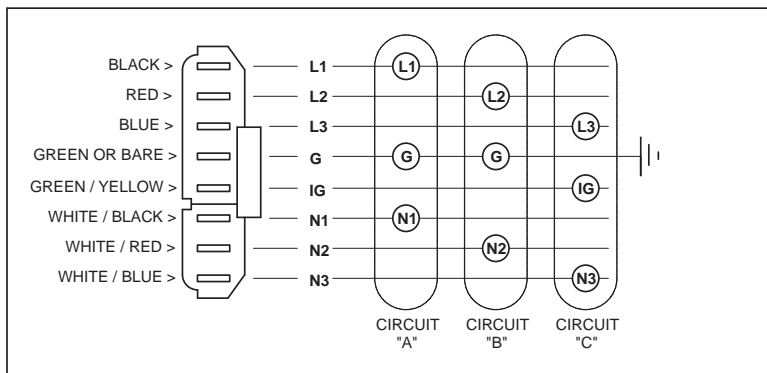 BLACK > L1 L1
RED > L2 L2
BLUE > L3 L3
GREEN OR BARE > G G G
GREEN / YELLOW > IG IG
WHITE / BLACK > N1 N1
WHITE / RED > N2 N2
WHITE / BLUE > N3 N3
CIRCUIT "A"
CIRCUIT "B"
CIRCUIT "C"